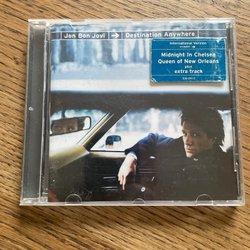 Jon Bon Jovi → Destination Anywhere
International Version
Midnight In Chelsea
Queen of New Orleans
plus
extra track